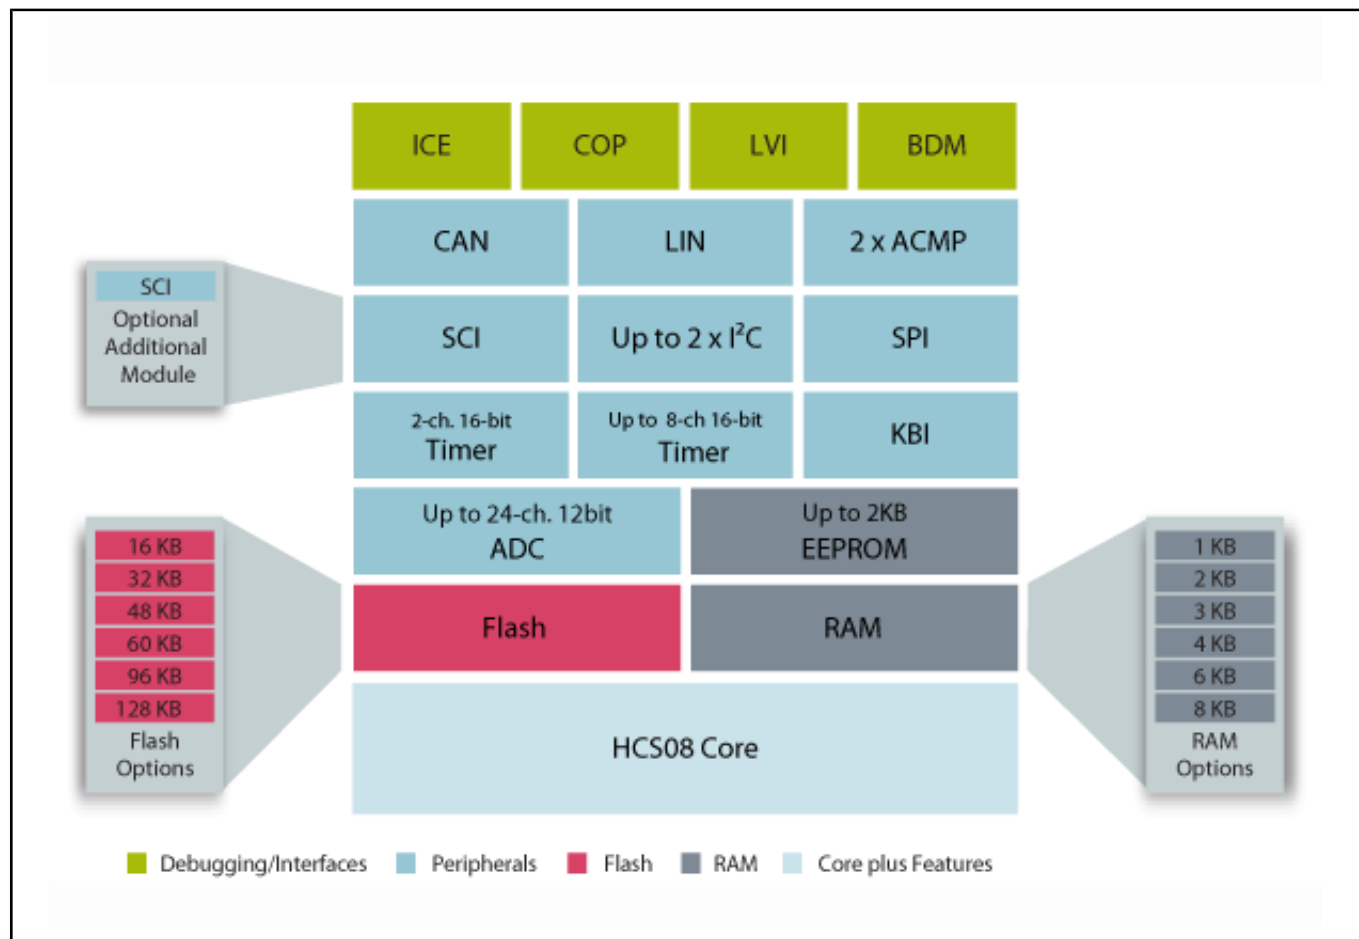 ICE
COP
LVI
BDM
CAN
LIN
2 x ACMP
SCI
Optional
Additional
Module
SCI
Up to 2 x I²C
SPI
2-ch. 16-bit
Timer
Up to 8-ch 16-bit
Timer
KBI
Up to 24-ch. 12bit
ADC
Up to 2KB
EEPROM
16 KB
32 KB
48 KB
60 KB
96 KB
128 KB
Flash
Options
Flash
RAM
1 KB
2 KB
3 KB
4 KB
6 KB
8 KB
RAM
Options
HCS08 Core
Debugging/Interfaces
Peripherals
Flash
RAM
Core plus Features